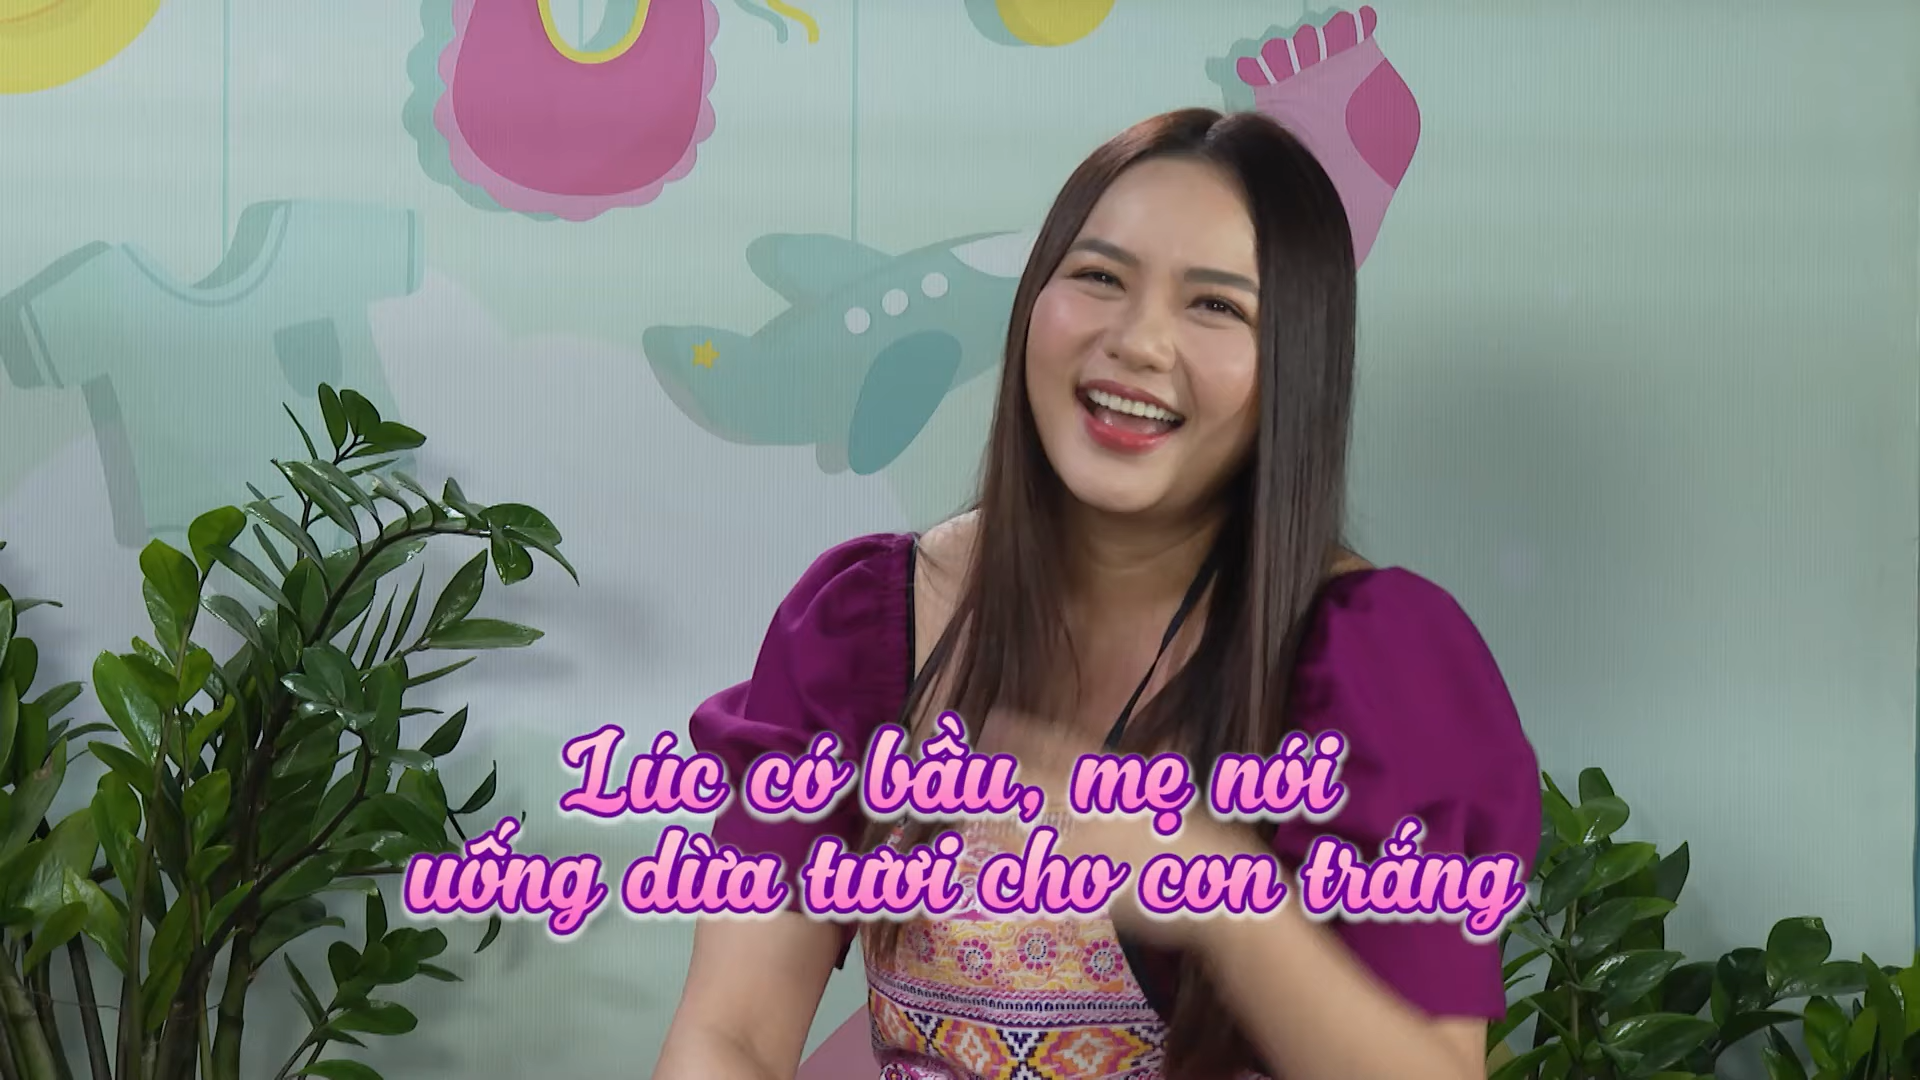 Lúc có bầu, mẹ nói
uống dừa tươi cho con trắng